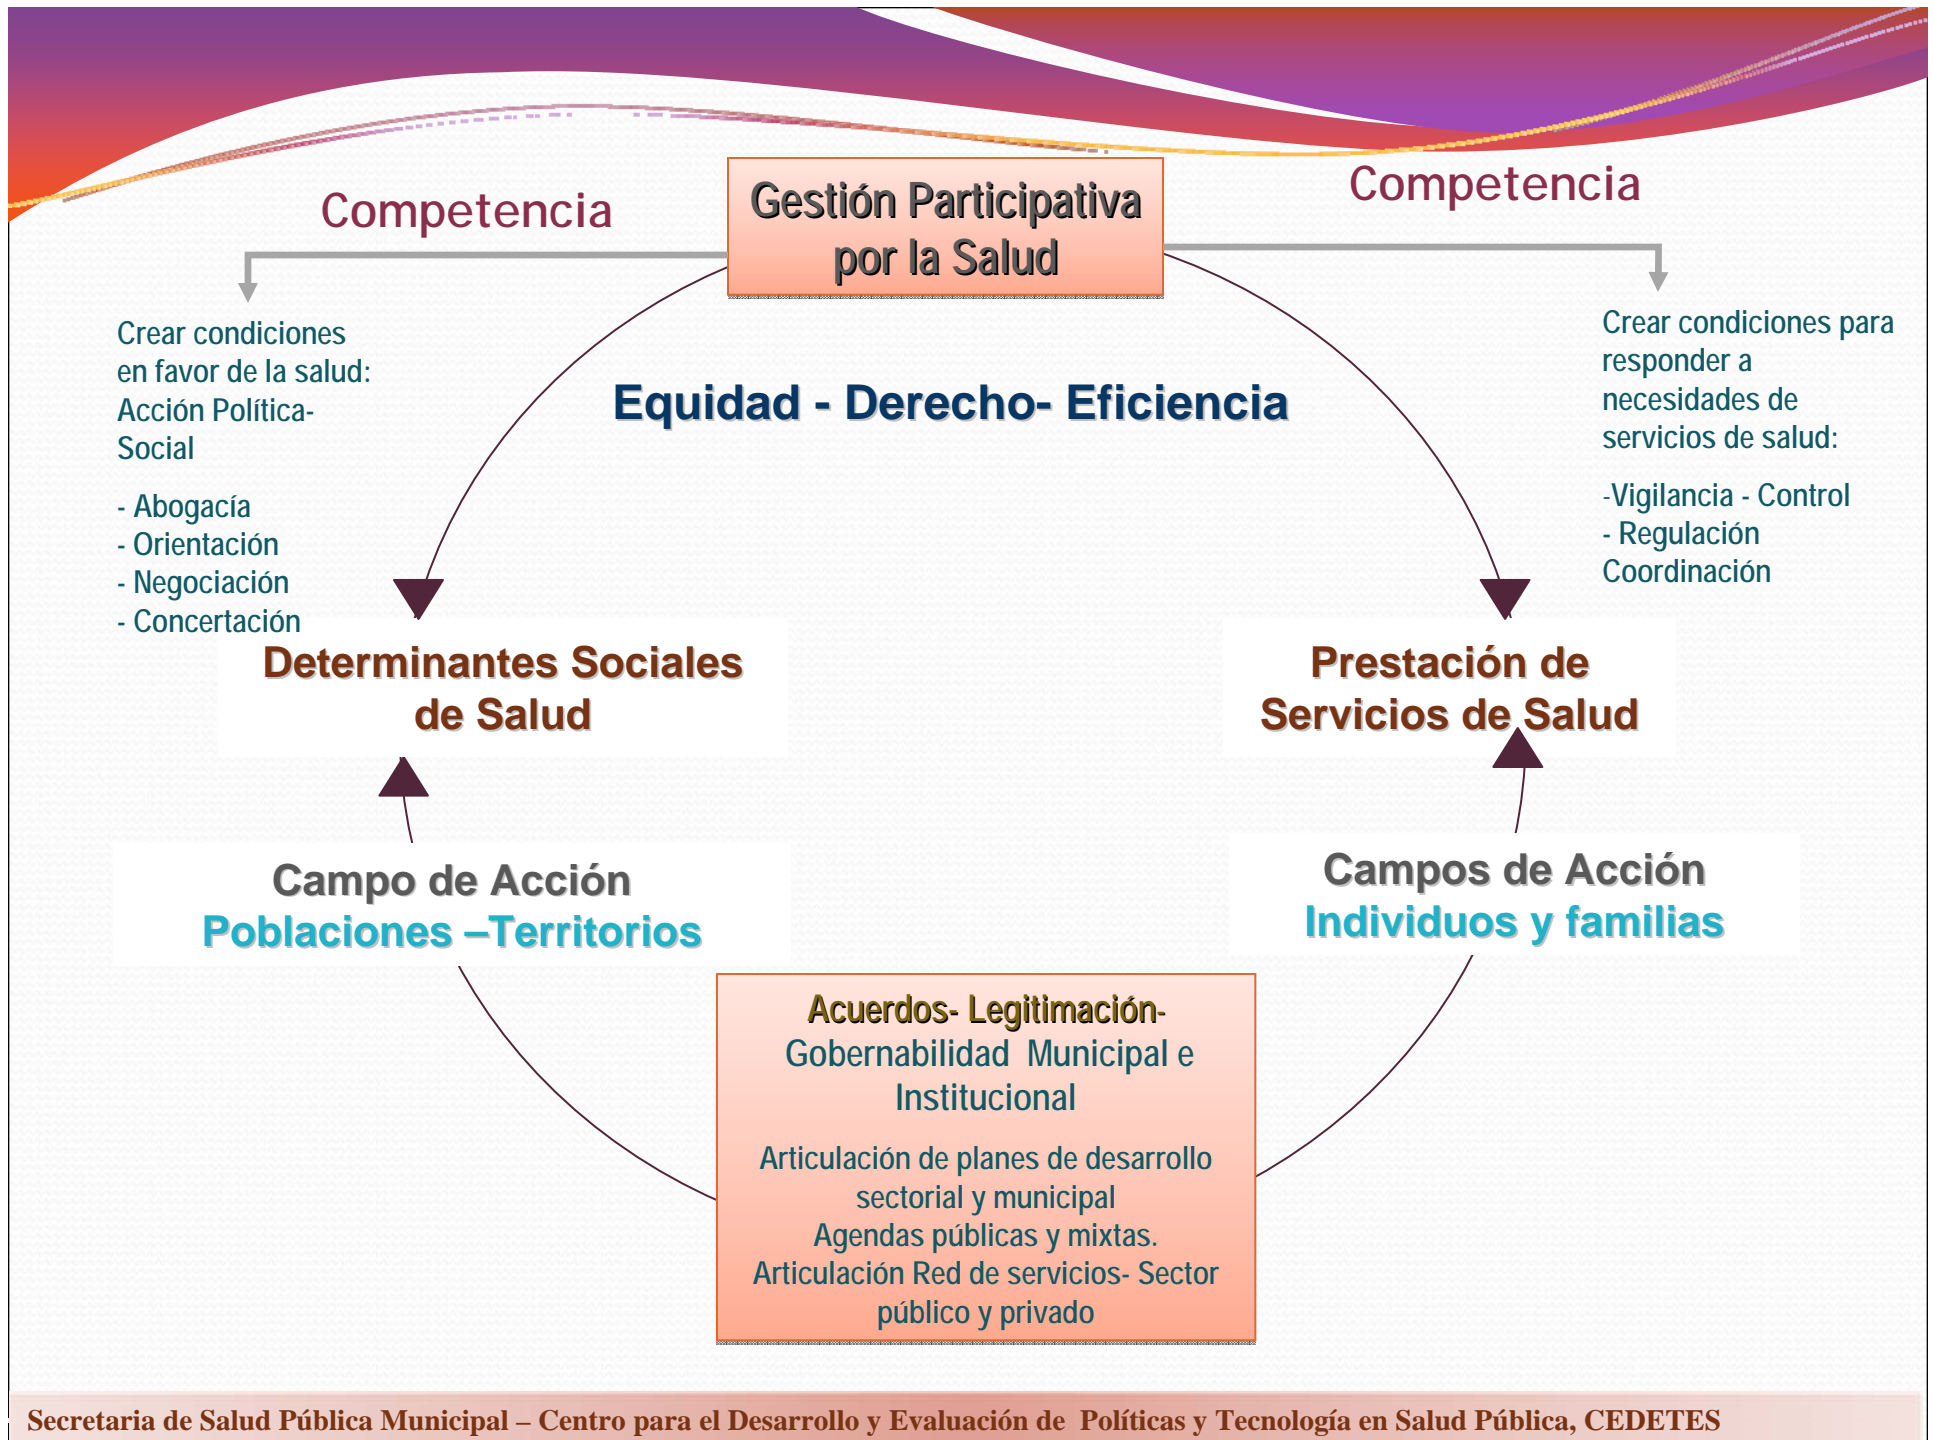 Competencia
Gestión Participativa
por la Salud
Competencia
Crear condiciones
en favor de la salud:
Acción Política-
Social
- Abogacía
- Orientación
- Negociación
- Concertación
Equidad - Derecho- Eficiencia
Crear condiciones para
responder a
necesidades de
servicios de salud:
-Vigilancia - Control
- Regulación
Coordinación
Determinantes Sociales
de Salud
Prestación de
Servicios de Salud
Campo de Acción
Poblaciones –Territorios
Campos de Acción
Individuos y familias
Acuerdos- Legitimación-
Gobernabilidad Municipal e
Institucional
Articulación de planes de desarrollo
sectorial y municipal
Agendas públicas y mixtas.
Articulación Red de servicios- Sector
público y privado
Secretaria de Salud Pública Municipal – Centro para el Desarrollo y Evaluación de Políticas y Tecnología en Salud Pública, CEDETES